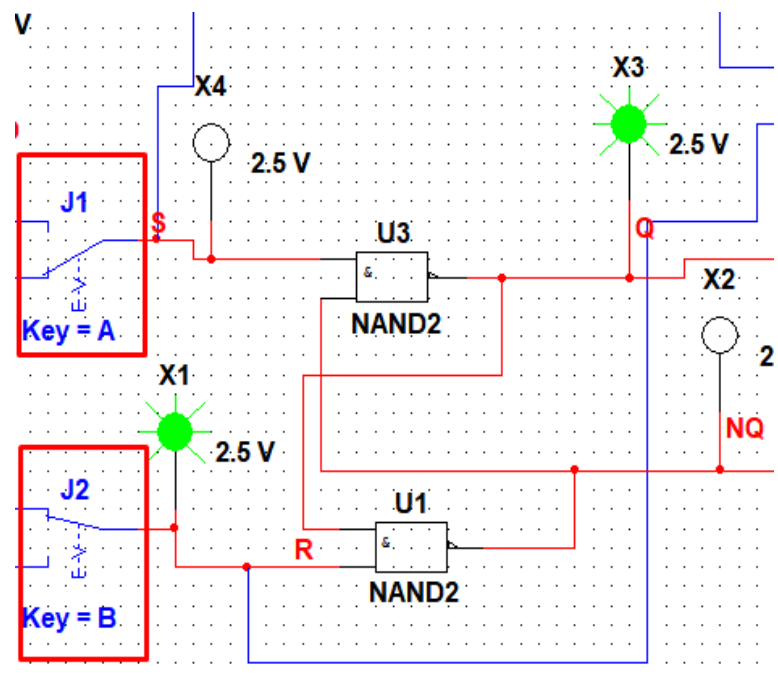 V
X4
2.5 V
X3
2.5 V
J1
S
Key = A
U3
&
NAND2
Q
X2
2
NQ
X1
2.5 V
J2
Key = B
R
U1
&
NAND2